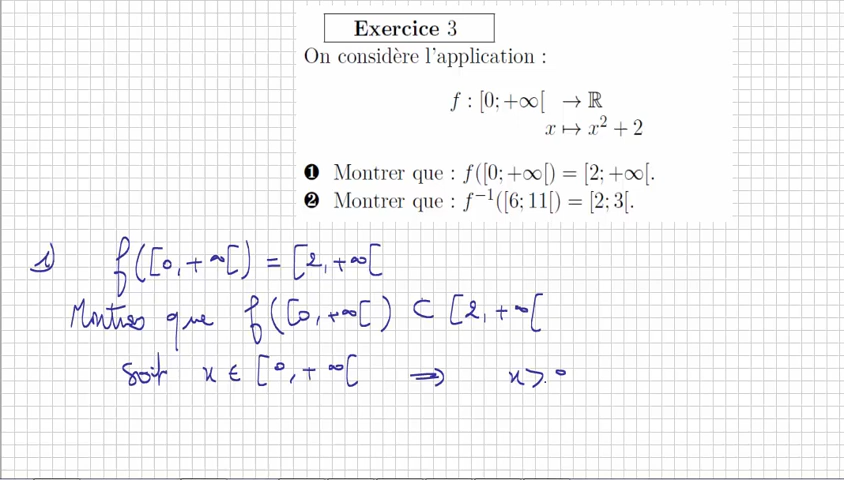 Exercice 3
On considère l'application :
f : [0; +∞[ → ℝ
x ↦ x² + 2
❶ Montrer que : f([0; +∞[) = [2; +∞[.
❷ Montrer que : f⁻¹([6; 11[) = [2; 3[.
1) f([0, +∞[) = [2, +∞[
Montrons que f([0, +∞[) ⊂ [2, +∞[
Soit x ∈ [0, +∞[ ⟹ x ⩾ 0